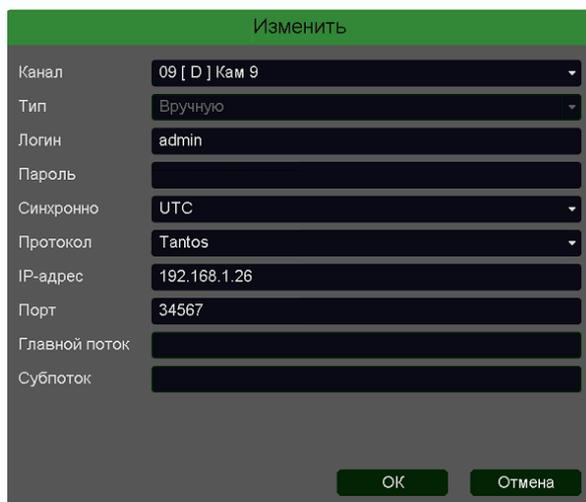 Изменить
Канал 09 [ D ] Кам 9
Тип Вручную
Логин admin
Пароль
Синхронно UTC
Протокол Tantos
IP-адрес 192.168.1.26
Порт 34567
Главной поток
Субпоток
OK Отмена